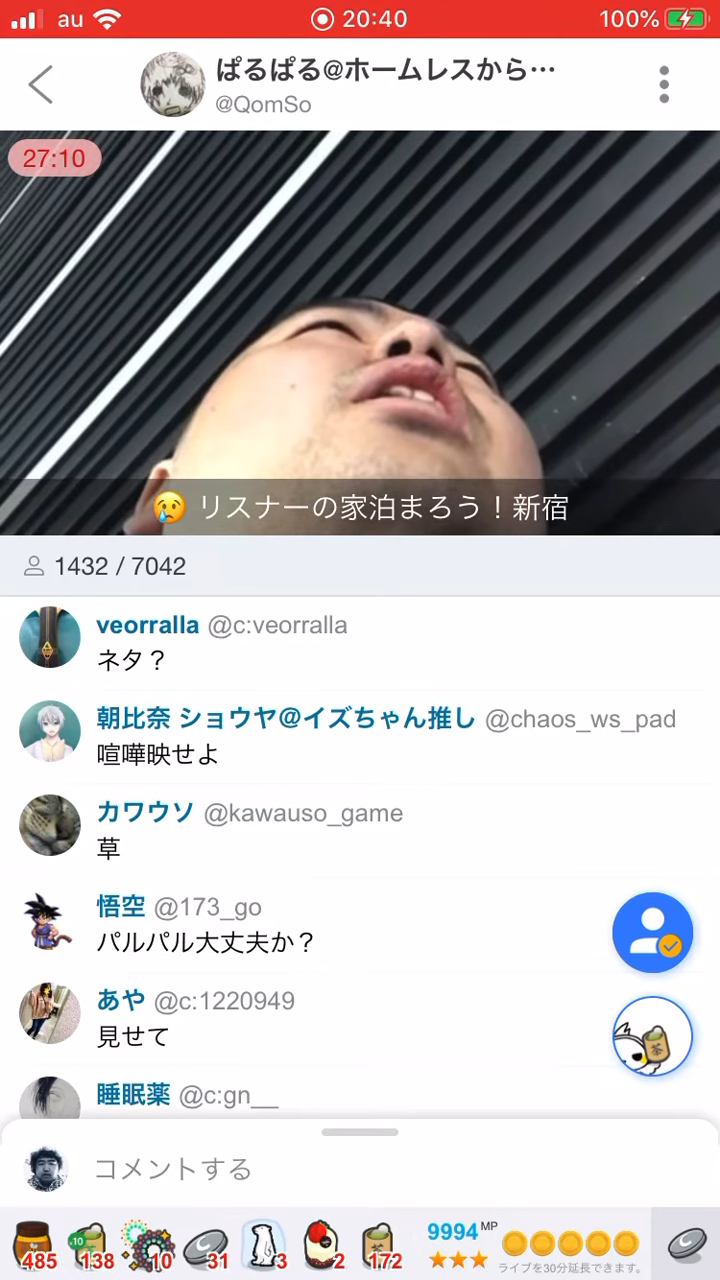 au 20:40 100%
ぱるぱる@ホームレスから…
@QomSo
27:10
😢 リスナーの家泊まろう！新宿
1432 / 7042
veorralla @c:veorralla
ネタ？
朝比奈 ショウヤ@イズちゃん推し @chaos_ws_pad
喧嘩映せよ
カワウソ @kawauso_game
草
悟空 @173_go
パルパル大丈夫か？
あや @c:1220949
見せて
茶
睡眠薬 @c:gn__
コメントする
485 ×10 138 10 31 3 2 172 9994 MP
ライブを30分延長できます。